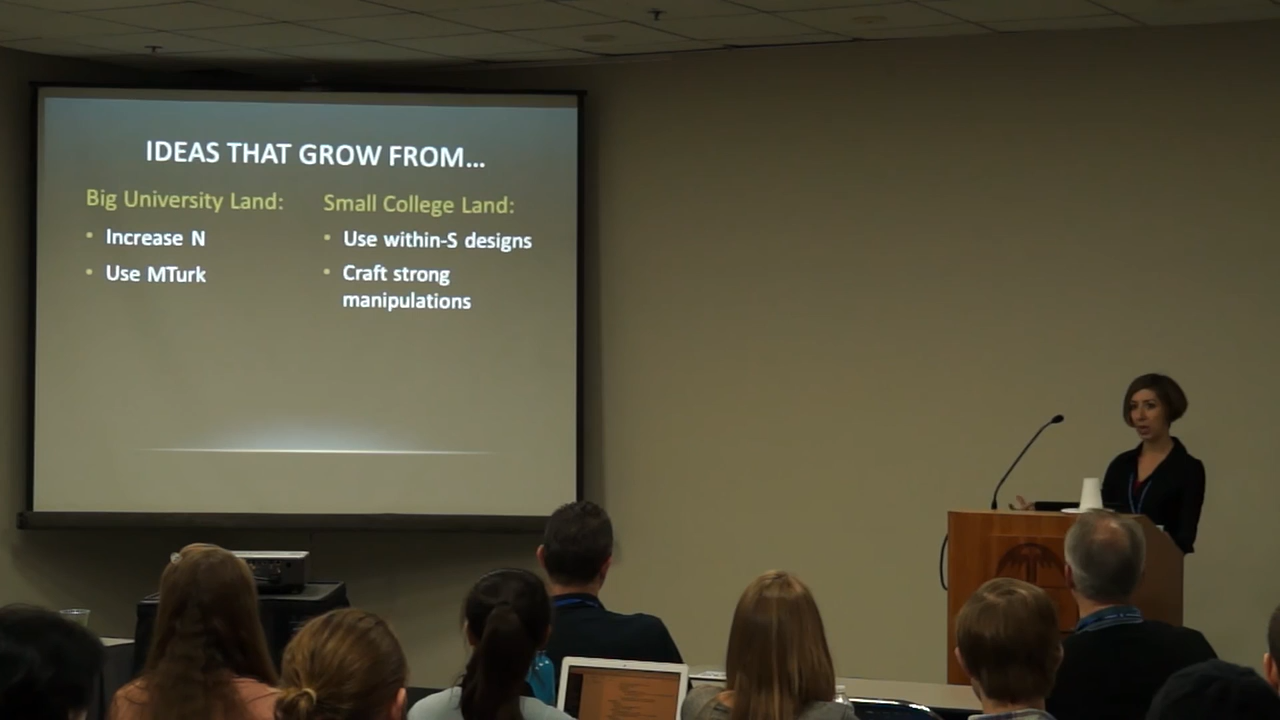 IDEAS THAT GROW FROM...
Big University Land:
• Increase N
• Use MTurk
Small College Land:
• Use within-S designs
• Craft strong
manipulations